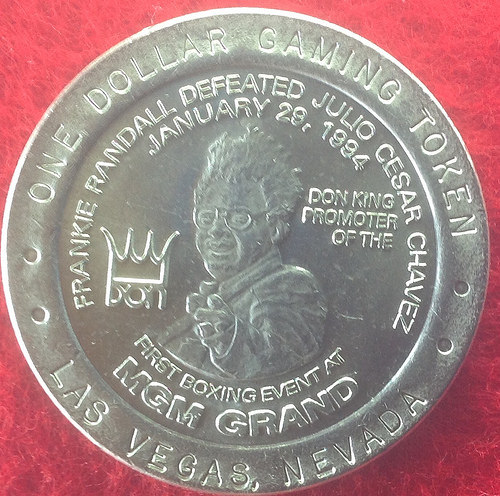 ONE DOLLAR GAMING TOKEN
FRANKIE RANDALL DEFEATED JULIO CESAR CHAVEZ
JANUARY 29, 1994
DON KING
PROMOTER
OF THE
Don
FIRST BOXING EVENT AT
MGM GRAND
LAS VEGAS, NEVADA